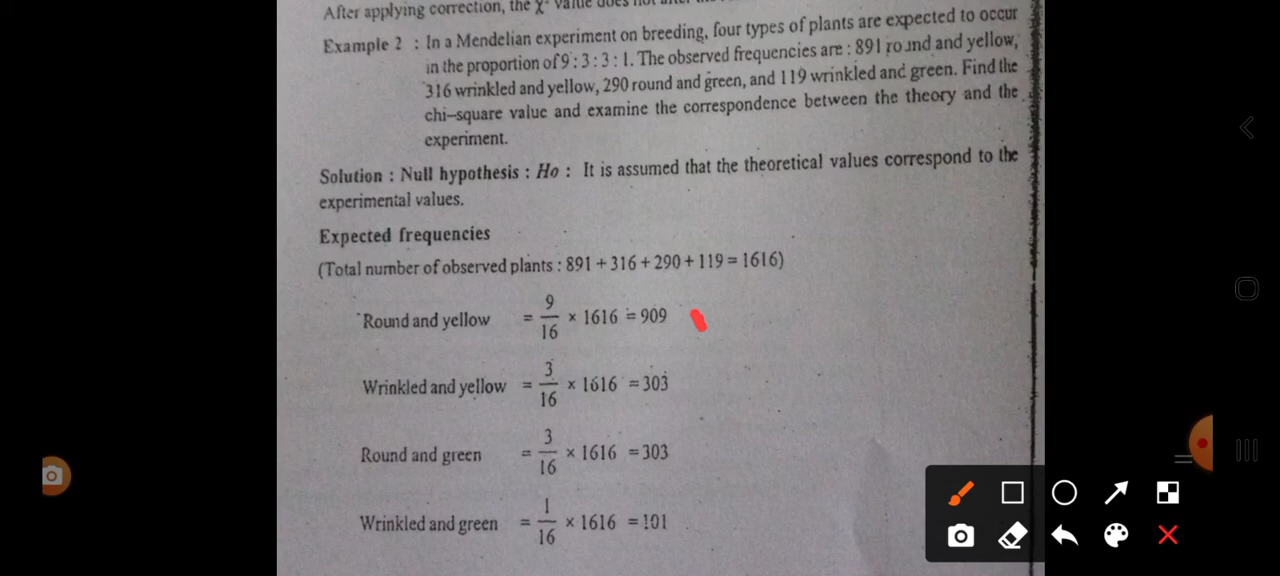 After applying correction, the χ² value does not
Example 2 : In a Mendelian experiment on breeding, four types of plants are expected to occur
in the proportion of 9 : 3 : 3 : 1. The observed frequencies are : 891 round and yellow,
316 wrinkled and yellow, 290 round and green, and 119 wrinkled and green. Find the
chi–square value and examine the correspondence between the theory and the
experiment.
Solution : Null hypothesis : Ho : It is assumed that the theoretical values correspond to the
experimental values.
Expected frequencies
(Total number of observed plants : 891 + 316 + 290 + 119 = 1616)
Round and yellow = 9/16 × 1616 = 909
Wrinkled and yellow = 3/16 × 1616 = 303
Round and green = 3/16 × 1616 = 303
Wrinkled and green = 1/16 × 1616 = 101